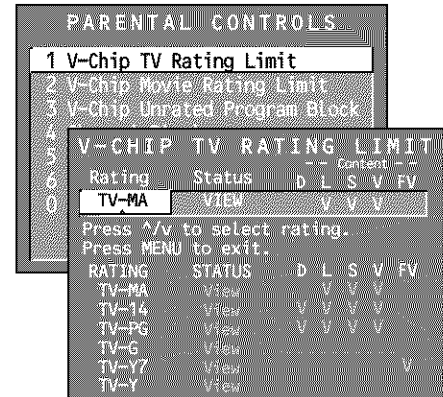 PARENTAL CONTROLS
1 V-Chip TV Rating Limit
2 V-Chip Movie Rating Limit
3 V-Chip Unrated Program Block
4
5
6
0
V-CHIP TV RATING LIMIT
-- Content --
Rating Status D L S V FV
TV-MA VIEW V V V
Press ^/v to select rating.
Press MENU to exit.
RATING STATUS D L S V FV
TV-MA View V V V
TV-14 View V V V V
TV-PG View V V V V
TV-G View
TV-Y7 View V
TV-Y View